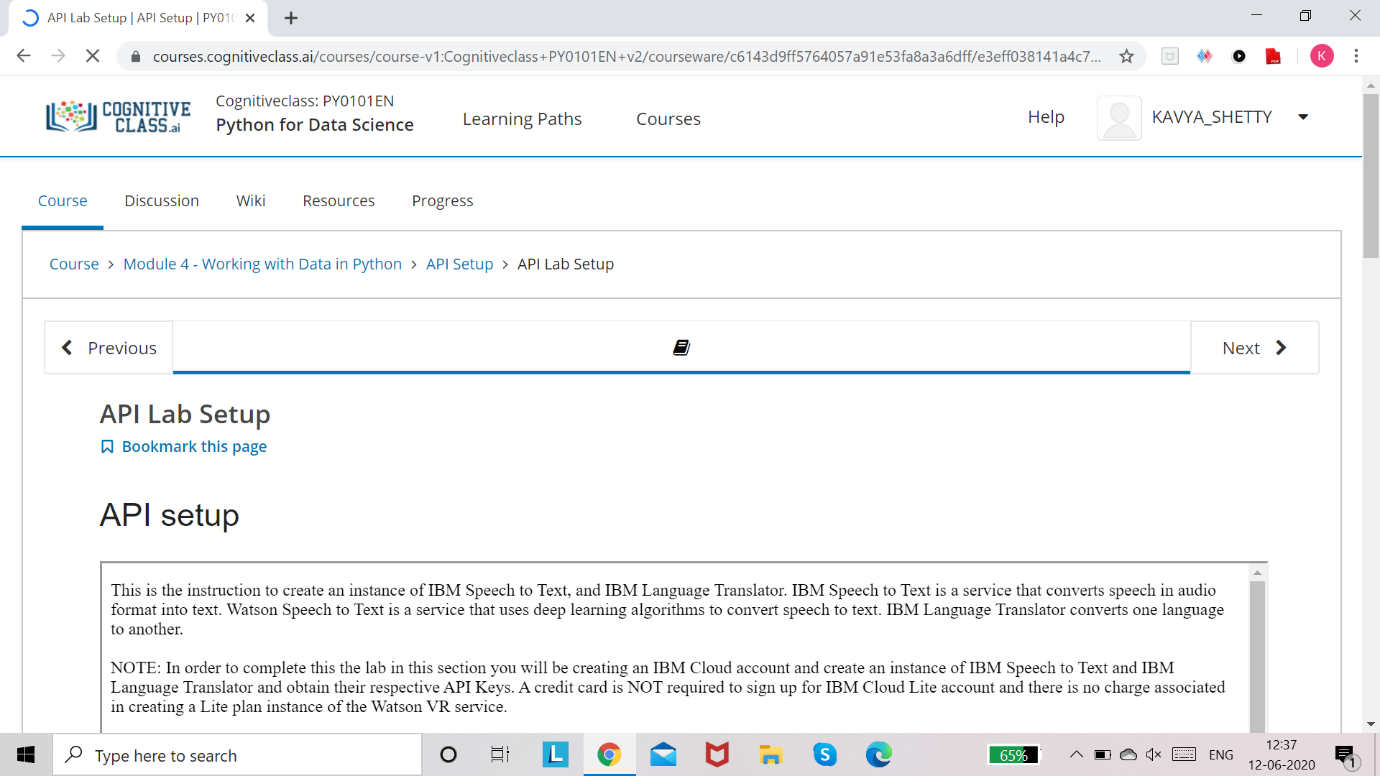 API Lab Setup | API Setup | PY010
courses.cognitiveclass.ai/courses/course-v1:Cognitiveclass+PY0101EN+v2/courseware/c6143d9ff5764057a91e53fa8a3a6dff/e3eff038141a4c7...
K
COGNITIVE
CLASS.ai
Cognitiveclass: PY0101EN
Python for Data Science
Learning Paths
Courses
Help
KAVYA_SHETTY
Course
Discussion
Wiki
Resources
Progress
Course > Module 4 - Working with Data in Python > API Setup > API Lab Setup
Previous
Next
API Lab Setup
Bookmark this page
API setup
This is the instruction to create an instance of IBM Speech to Text, and IBM Language Translator. IBM Speech to Text is a service that converts speech in audio
format into text. Watson Speech to Text is a service that uses deep learning algorithms to convert speech to text. IBM Language Translator converts one language
to another.
NOTE: In order to complete this the lab in this section you will be creating an IBM Cloud account and create an instance of IBM Speech to Text and IBM
Language Translator and obtain their respective API Keys. A credit card is NOT required to sign up for IBM Cloud Lite account and there is no charge associated
in creating a Lite plan instance of the Watson VR service.
Type here to search
L
S
65%
ENG
12:37
12-06-2020
1